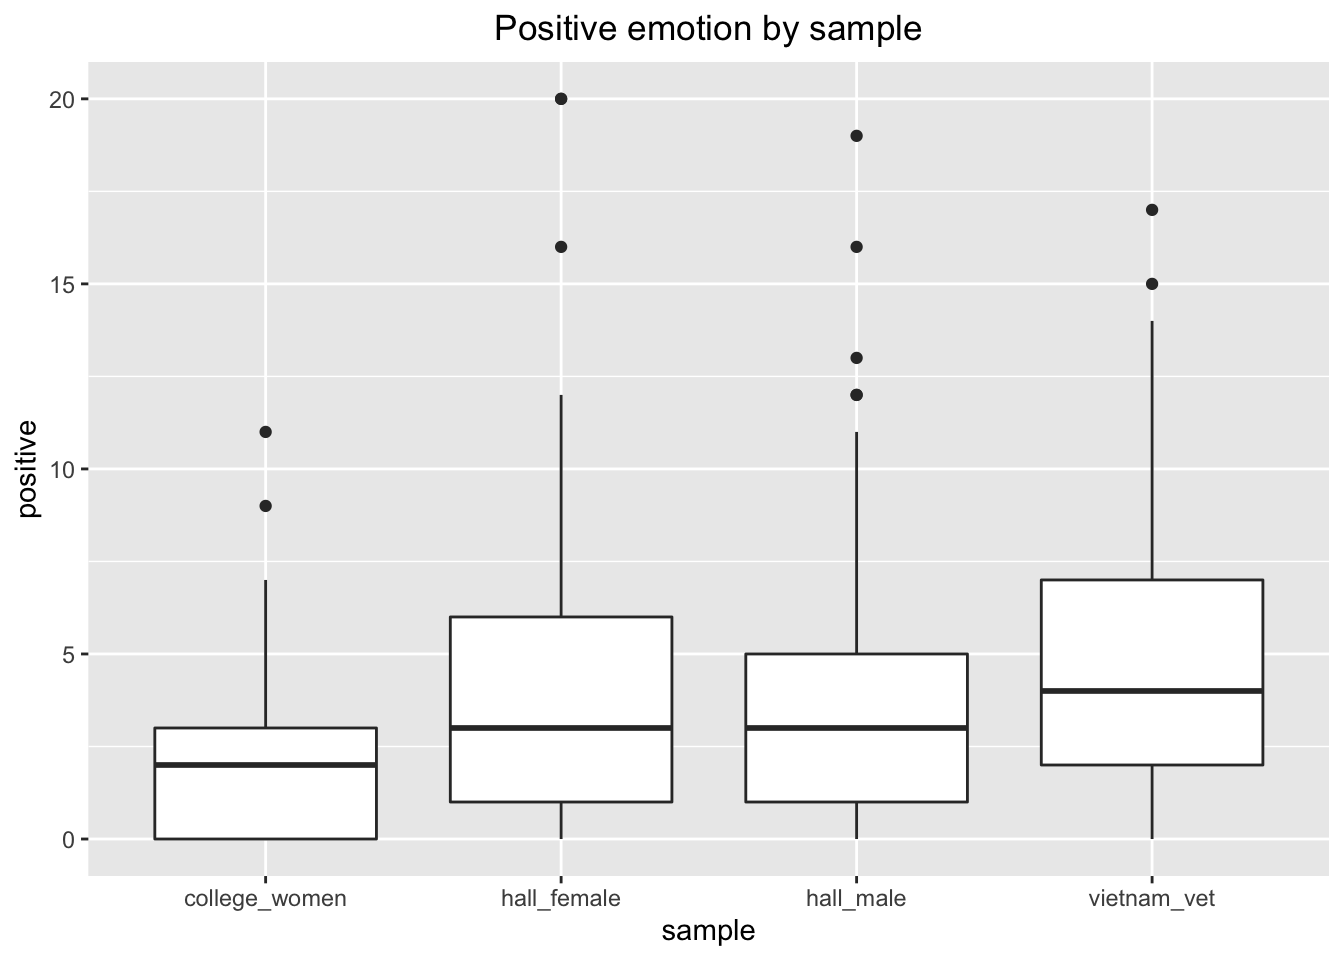 Positive emotion by sample
20
15
10
5
0
positive
college_women
hall_female
hall_male
vietnam_vet
sample